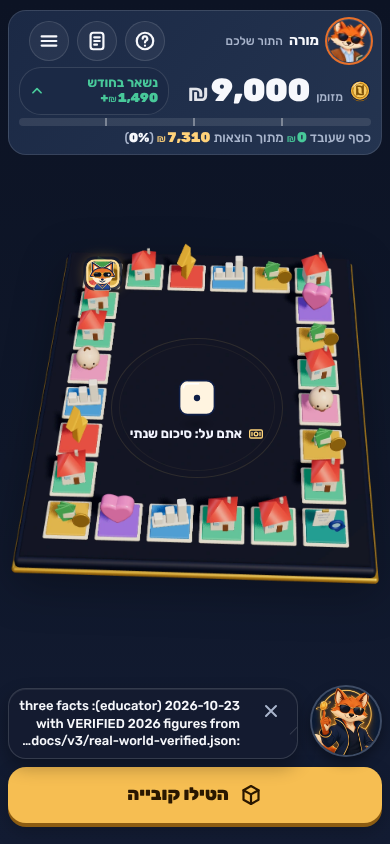 מורה התור שלכם
מזומן 9,000 ₪
נשאר בחודש
+₪1,490
כסף שעובד ₪0 מתוך הוצאות 7,310 ₪ (0%)
אתם על: סיכום שנתי
three facts :(educator) 2026-10-23
with VERIFIED 2026 figures from
…docs/v3/real-world-verified.json:
הטילו קובייה